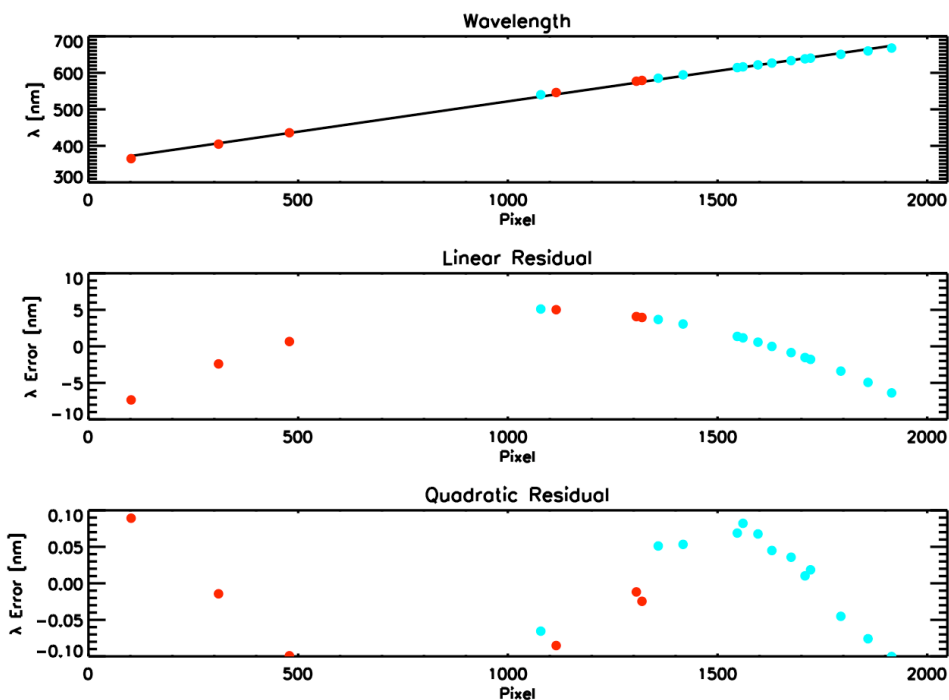 Wavelength
700
600
500
400
300
λ [nm]
0 500 1000 1500 2000
Pixel
Linear Residual
10
5
0
−5
−10
λ Error [nm]
0 500 1000 1500 2000
Pixel
Quadratic Residual
0.10
0.05
0.00
−0.05
−0.10
λ Error [nm]
0 500 1000 1500 2000
Pixel